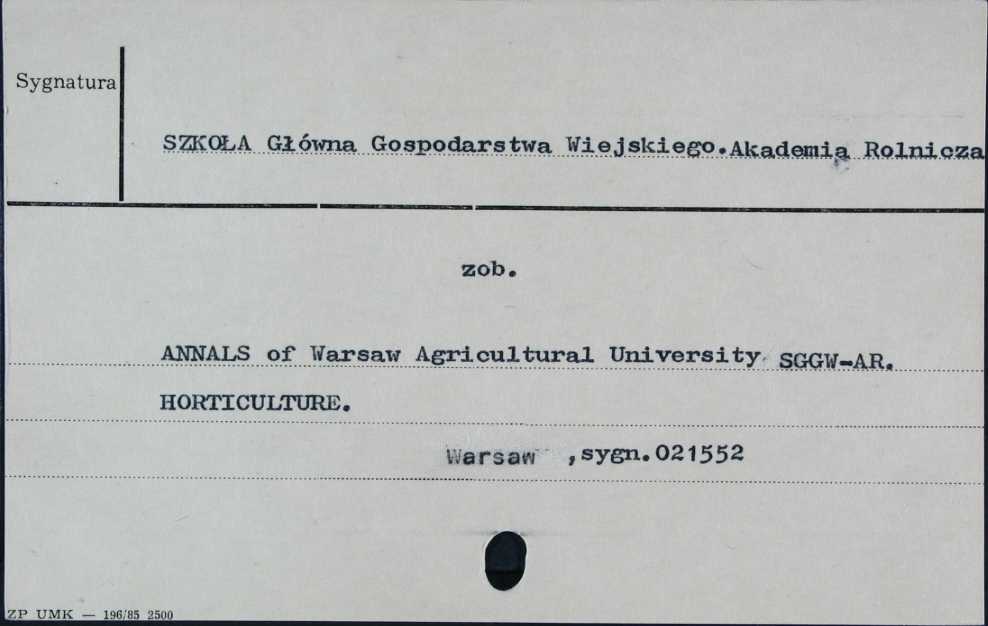 Sygnatura
SZKOŁA Główna Gospodarstwa Wiejskiego.Akademia Rolnicza
zob.
ANNALS of Warsaw Agricultural University SGGW-AR.
HORTICULTURE.
Warsaw ,sygn.021552
ZP UMK — 196/85 2500